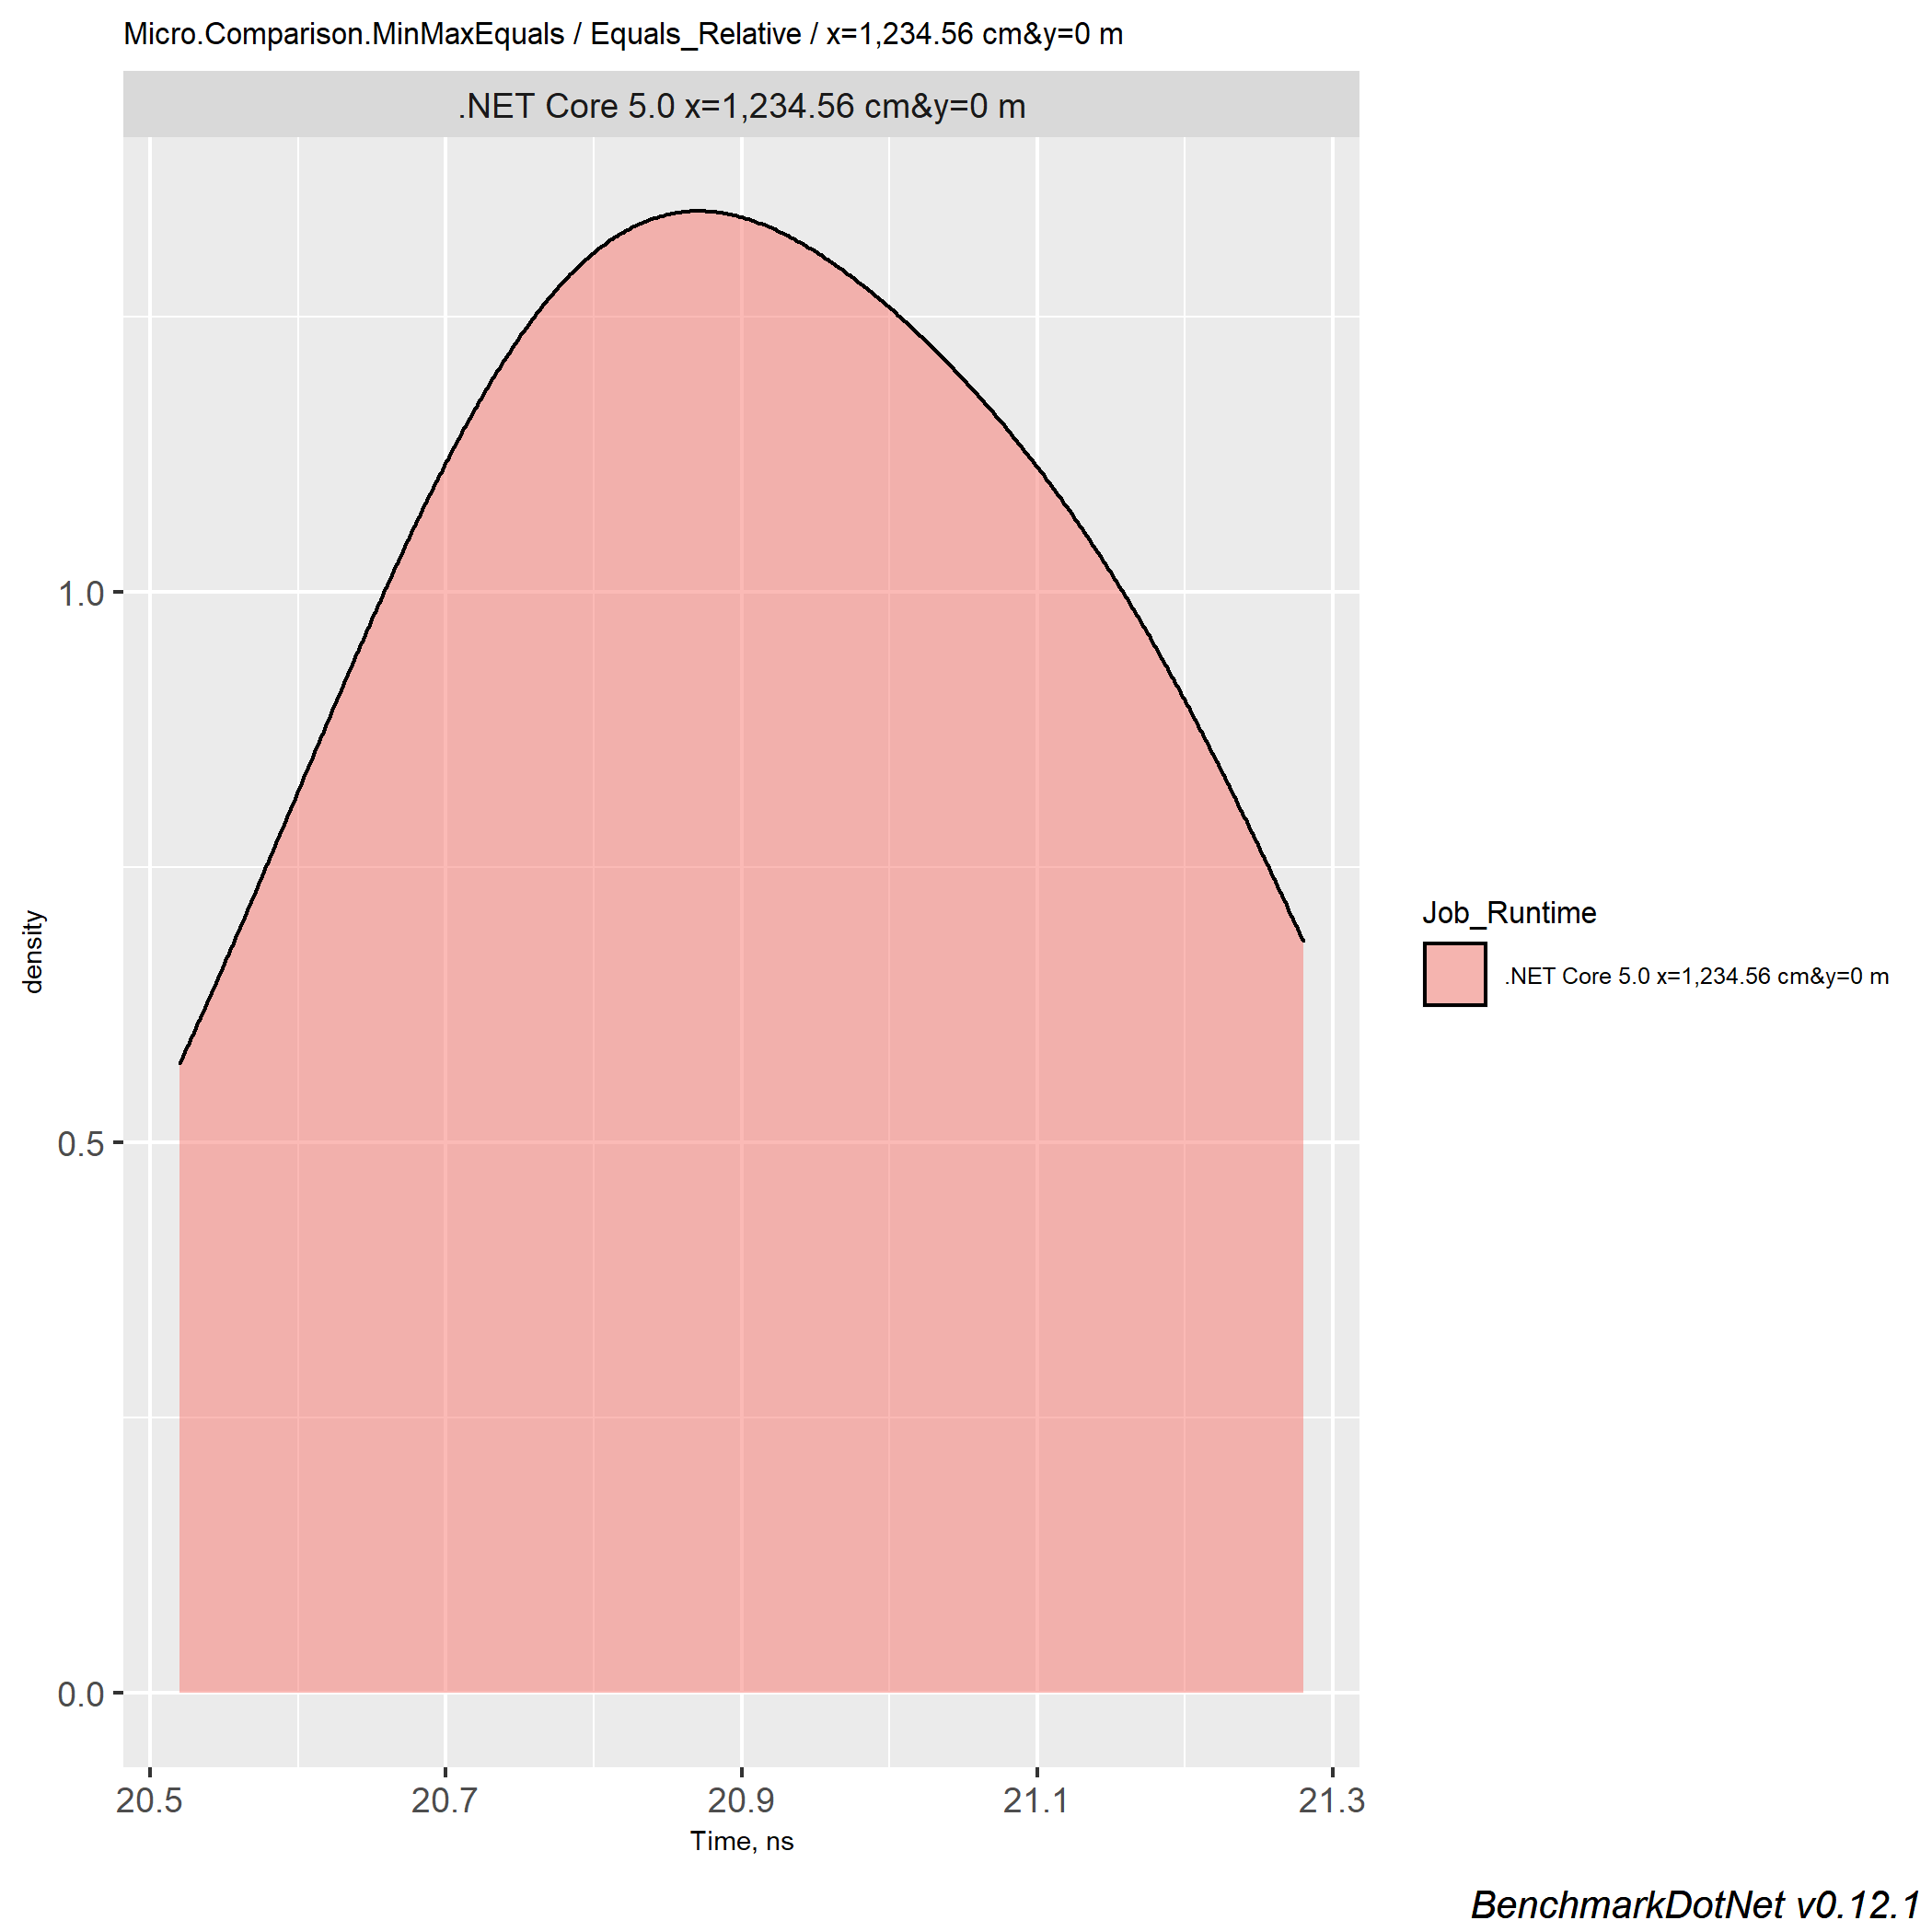 Micro.Comparison.MinMaxEquals / Equals_Relative / x=1,234.56 cm&y=0 m
.NET Core 5.0 x=1,234.56 cm&y=0 m
1.0
0.5
0.0
density
20.5 20.7 20.9 21.1 21.3
Time, ns
Job_Runtime
.NET Core 5.0 x=1,234.56 cm&y=0 m
BenchmarkDotNet v0.12.1